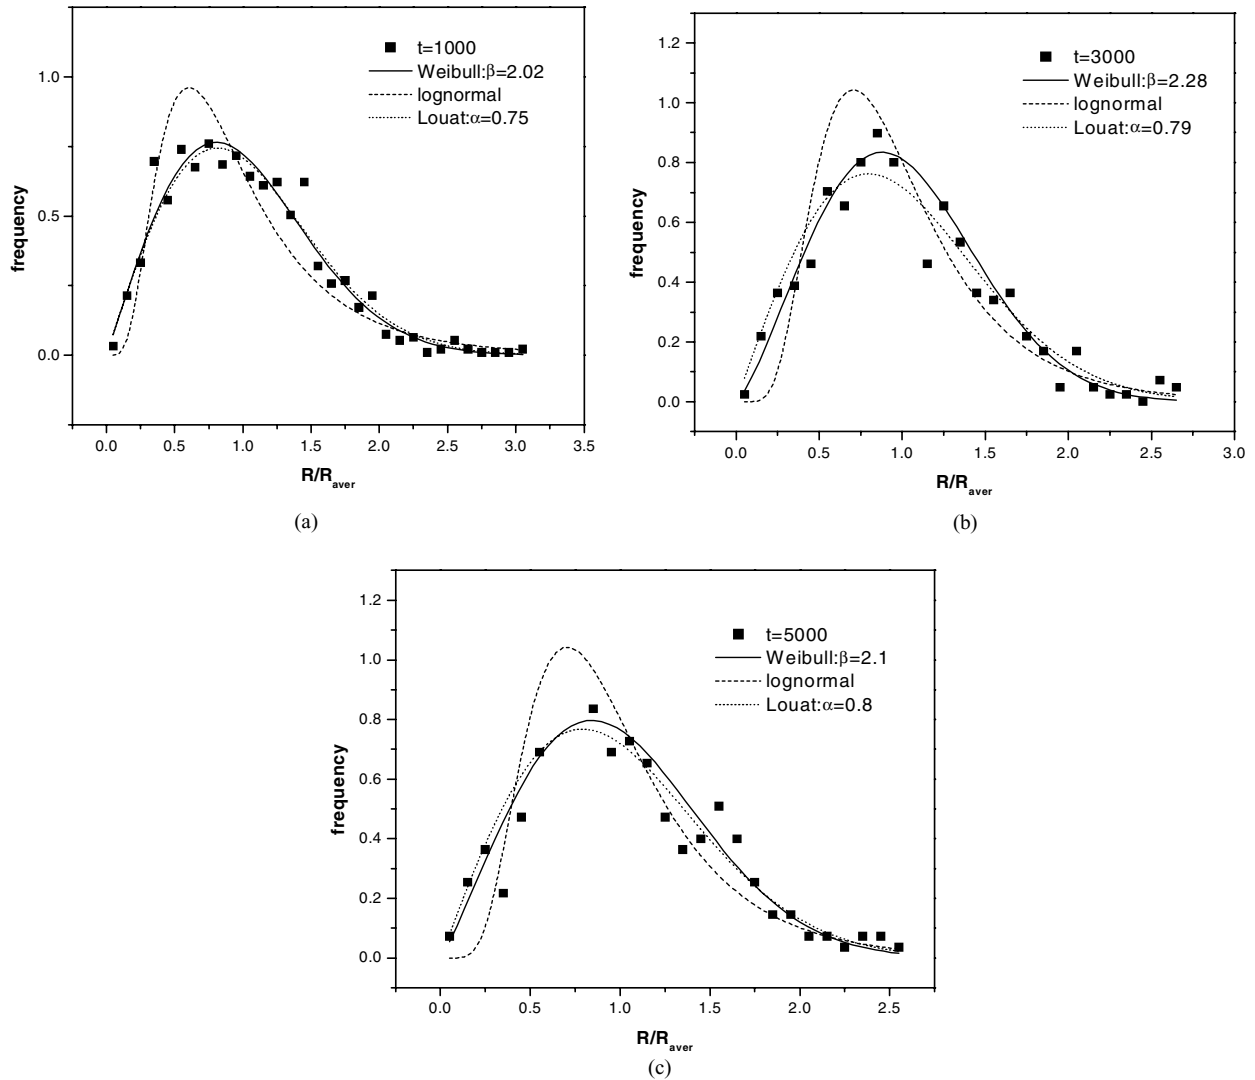 t=1000
Weibull:β=2.02
lognormal
Louat:α=0.75
1.0
0.5
0.0
frequency
0.0 0.5 1.0 1.5 2.0 2.5 3.0 3.5
R/Raver
(a)
t=3000
Weibull:β=2.28
lognormal
Louat:α=0.79
1.2
1.0
0.8
0.6
0.4
0.2
0.0
frequency
0.0 0.5 1.0 1.5 2.0 2.5 3.0
R/Raver
(b)
t=5000
Weibull:β=2.1
lognormal
Louat:α=0.8
1.2
1.0
0.8
0.6
0.4
0.2
0.0
frequency
0.0 0.5 1.0 1.5 2.0 2.5
R/Raver
(c)